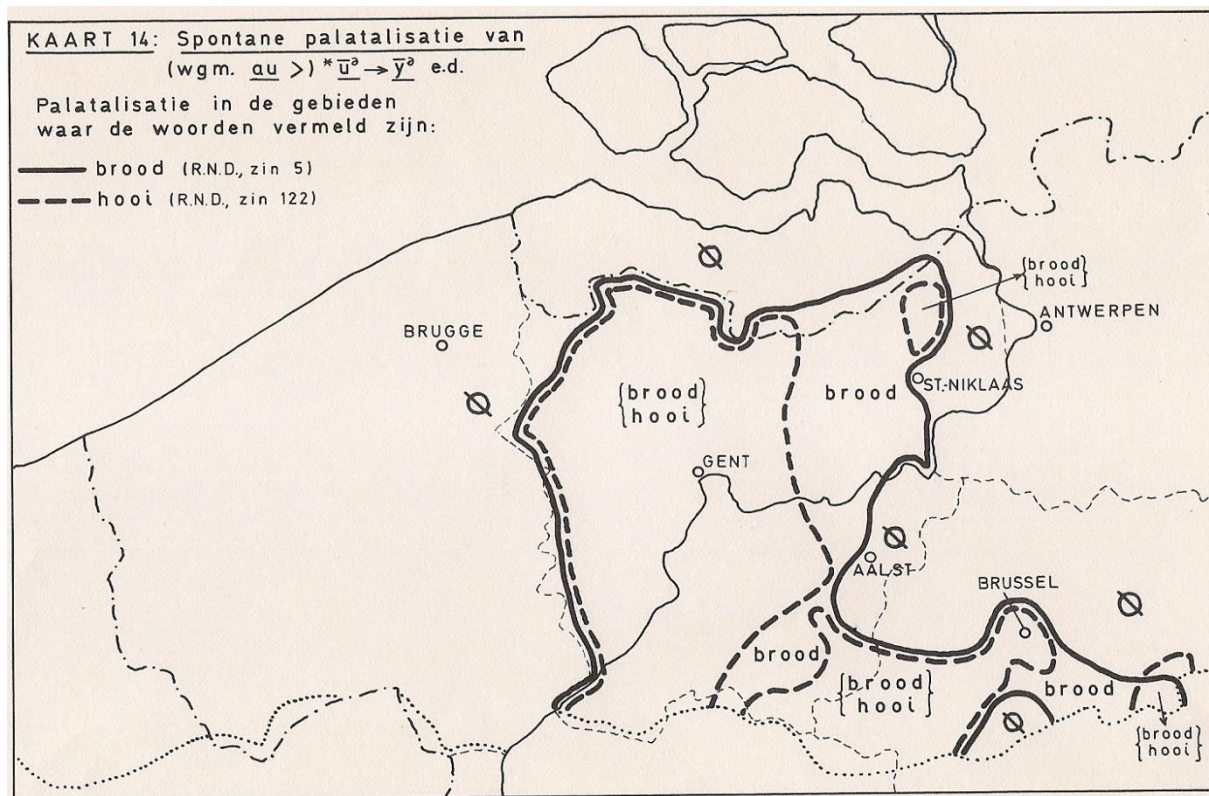 KAART 14: Spontane palatalisatie van
(wgm. au >) *ūᵊ → ȳᵊ e.d.
Palatalisatie in de gebieden
waar de woorden vermeld zijn:
brood (R.N.D., zin 5)
hooi (R.N.D., zin 122)
Ø
{brood
hooi}
ANTWERPEN
BRUGGE
Ø
ST.-NIKLAAS
{brood
hooi}
brood
Ø
GENT
Ø
AALST
BRUSSEL
Ø
brood
{brood
hooi}
brood
Ø
{brood
hooi}